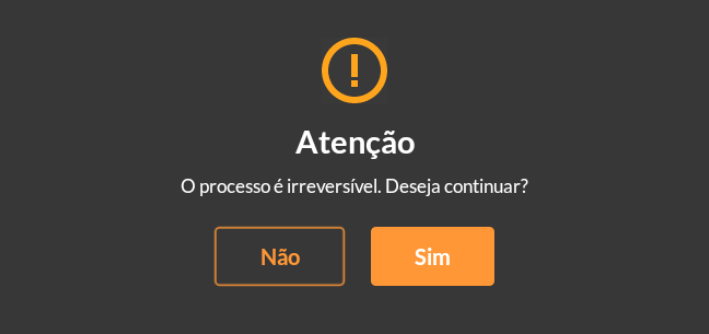 Atenção
O processo é irreversível. Deseja continuar?
Não
Sim